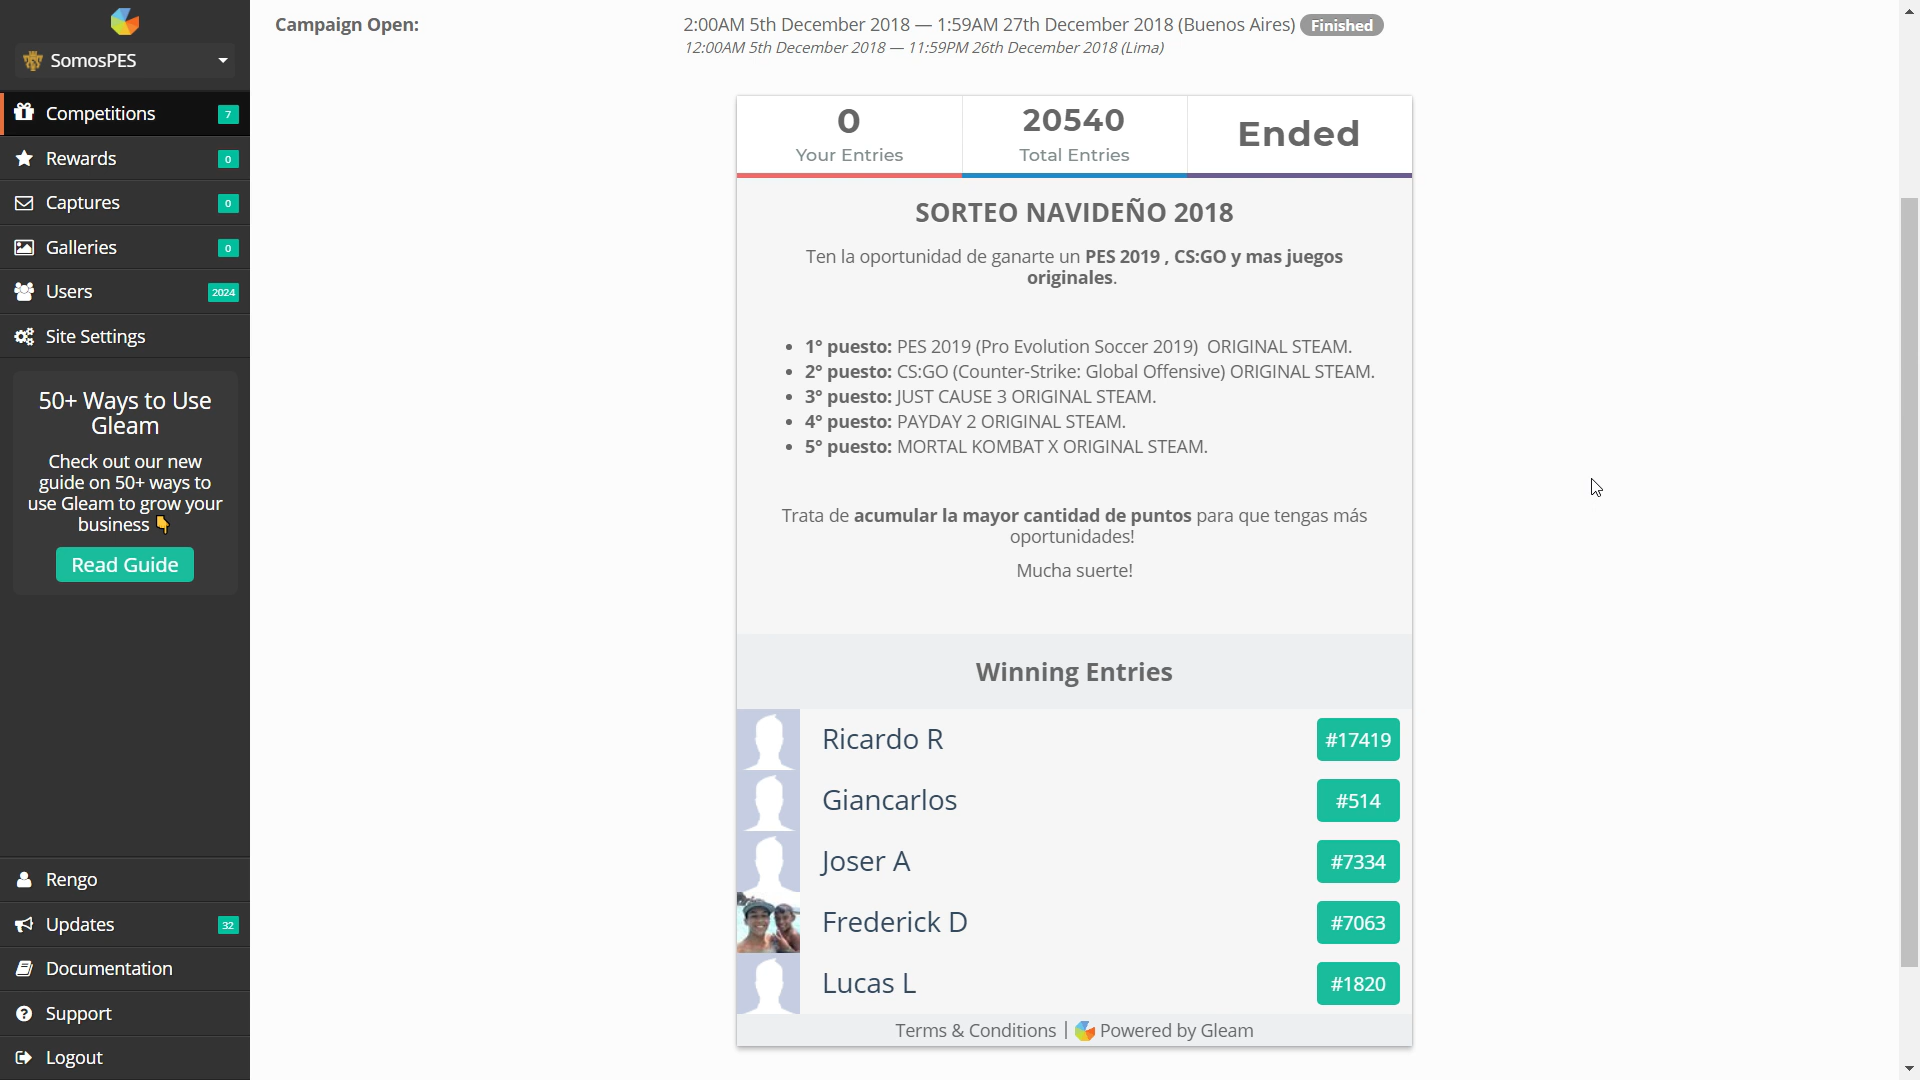 SomosPES
Competitions 7
Rewards 0
Captures 0
Galleries 0
Users 2024
Site Settings
50+ Ways to Use
Gleam
Check out our new
guide on 50+ ways to
use Gleam to grow your
business
Read Guide
Rengo
Updates 32
Documentation
Support
Logout
Campaign Open:
2:00AM 5th December 2018 — 1:59AM 27th December 2018 (Buenos Aires) Finished
12:00AM 5th December 2018 — 11:59PM 26th December 2018 (Lima)
0
Your Entries
20540
Total Entries
Ended
SORTEO NAVIDEÑO 2018
Ten la oportunidad de ganarte un PES 2019 , CS:GO y mas juegos
originales.
• 1° puesto: PES 2019 (Pro Evolution Soccer 2019) ORIGINAL STEAM.
• 2° puesto: CS:GO (Counter-Strike: Global Offensive) ORIGINAL STEAM.
• 3° puesto: JUST CAUSE 3 ORIGINAL STEAM.
• 4° puesto: PAYDAY 2 ORIGINAL STEAM.
• 5° puesto: MORTAL KOMBAT X ORIGINAL STEAM.
Trata de acumular la mayor cantidad de puntos para que tengas más
oportunidades!
Mucha suerte!
Winning Entries
Ricardo R #17419
Giancarlos #514
Joser A #7334
Frederick D #7063
Lucas L #1820
Terms & Conditions | Powered by Gleam